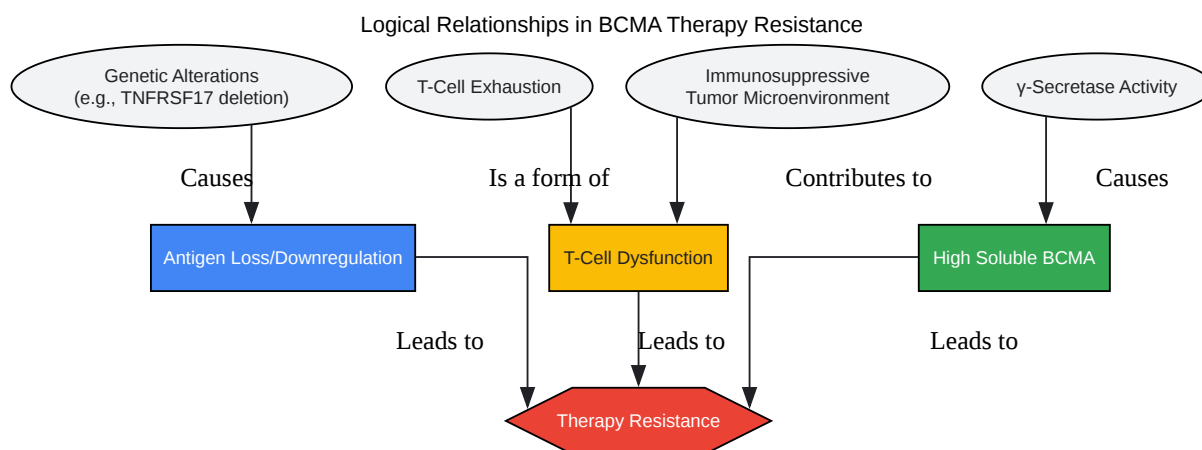 Logical Relationships in BCMA Therapy Resistance
Genetic Alterations
(e.g., TNFRSF17 deletion)
T-Cell Exhaustion
Immunosuppressive
Tumor Microenvironment
γ-Secretase Activity
Causes
Is a form of
Contributes to
Causes
Antigen Loss/Downregulation
T-Cell Dysfunction
High Soluble BCMA
Leads to
Leads to
Leads to
Therapy Resistance